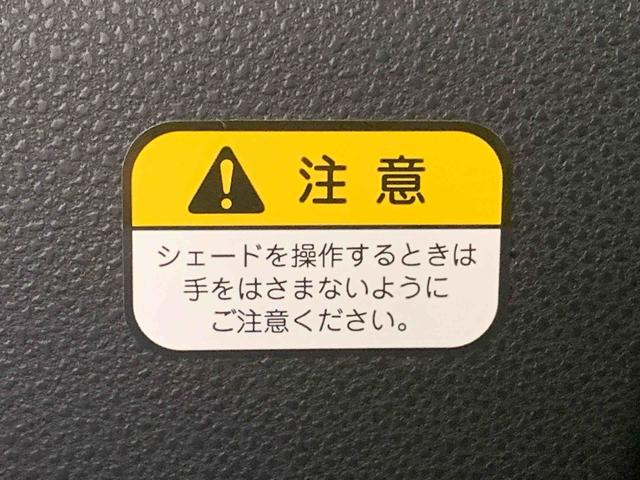 注意
シェードを操作するときは
手をはさまないように
ご注意ください。